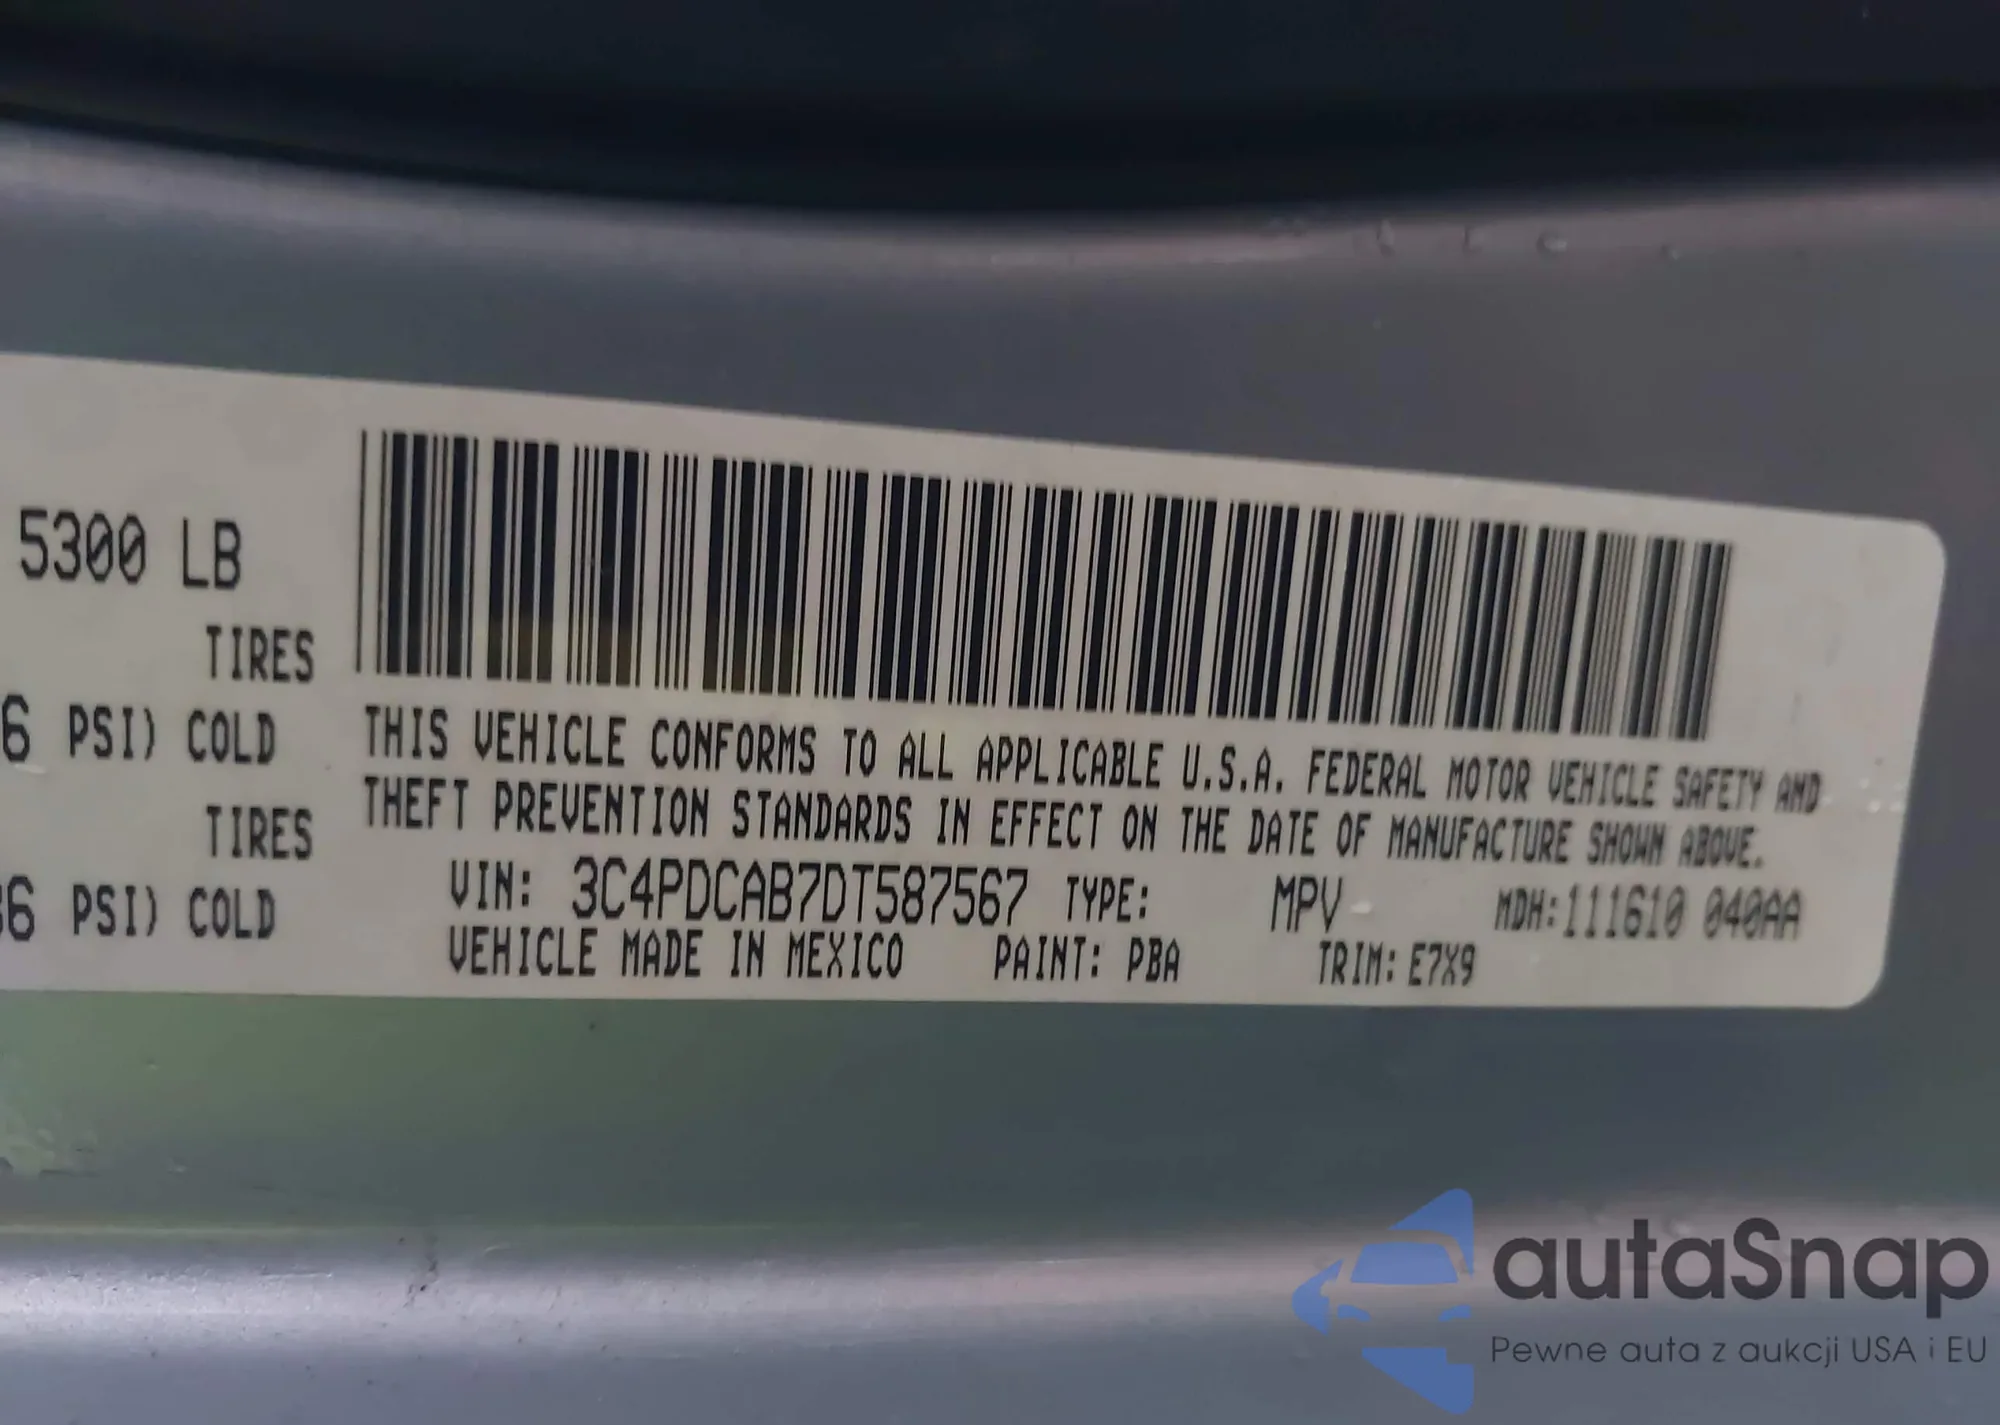 5300 LB
TIRES
6 PSI) COLD
TIRES
36 PSI) COLD
THIS VEHICLE CONFORMS TO ALL APPLICABLE U.S.A. FEDERAL MOTOR VEHICLE SAFETY AND
THEFT PREVENTION STANDARDS IN EFFECT ON THE DATE OF MANUFACTURE SHOWN ABOVE.
VIN: 3C4PDCAB7DT587567 TYPE: MPV MDH:111610 040AA
VEHICLE MADE IN MEXICO PAINT: PBA TRIM: E7X9
autaSnap
Pewne auta z aukcji USA i EU